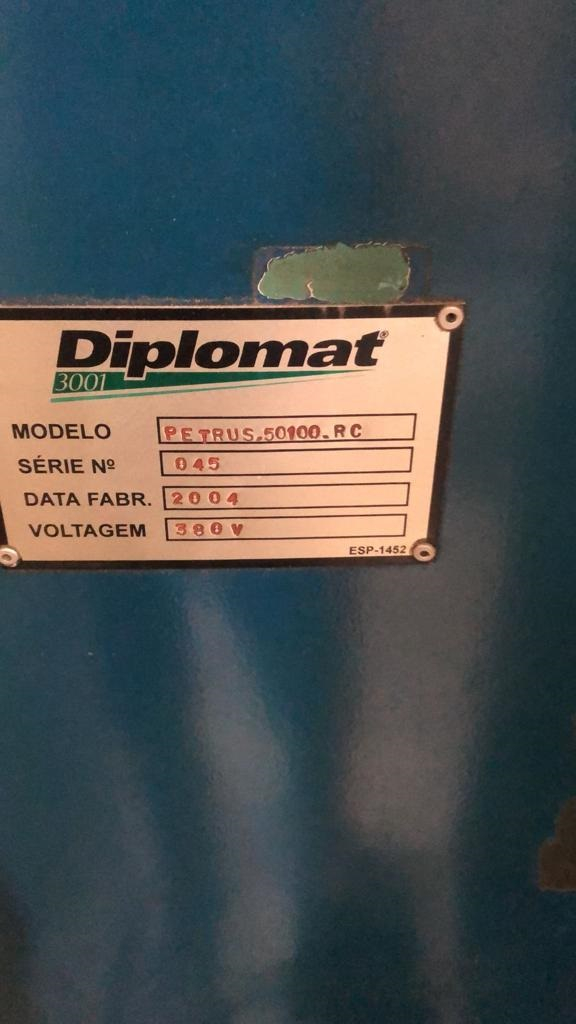 Diplomat®
3001
MODELO PETRUS.50100.RC
SÉRIE Nº 045
DATA FABR. 2004
VOLTAGEM 380V
ESP-1452